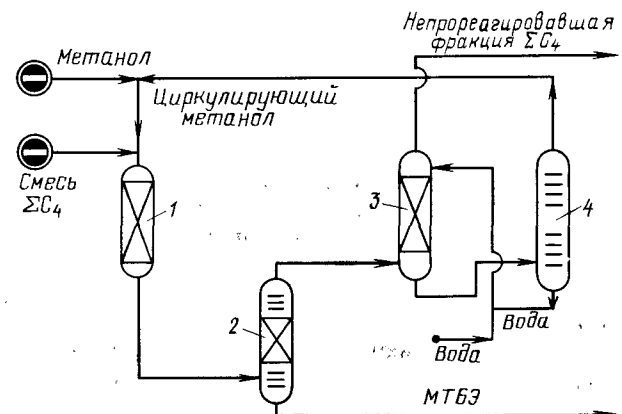 Непрореагировавшая
фракция ΣC₄
Метанол
Циркулирующий
метанол
Смесь
ΣC₄
1
2
3
4
Вода
Вода
МТБЭ